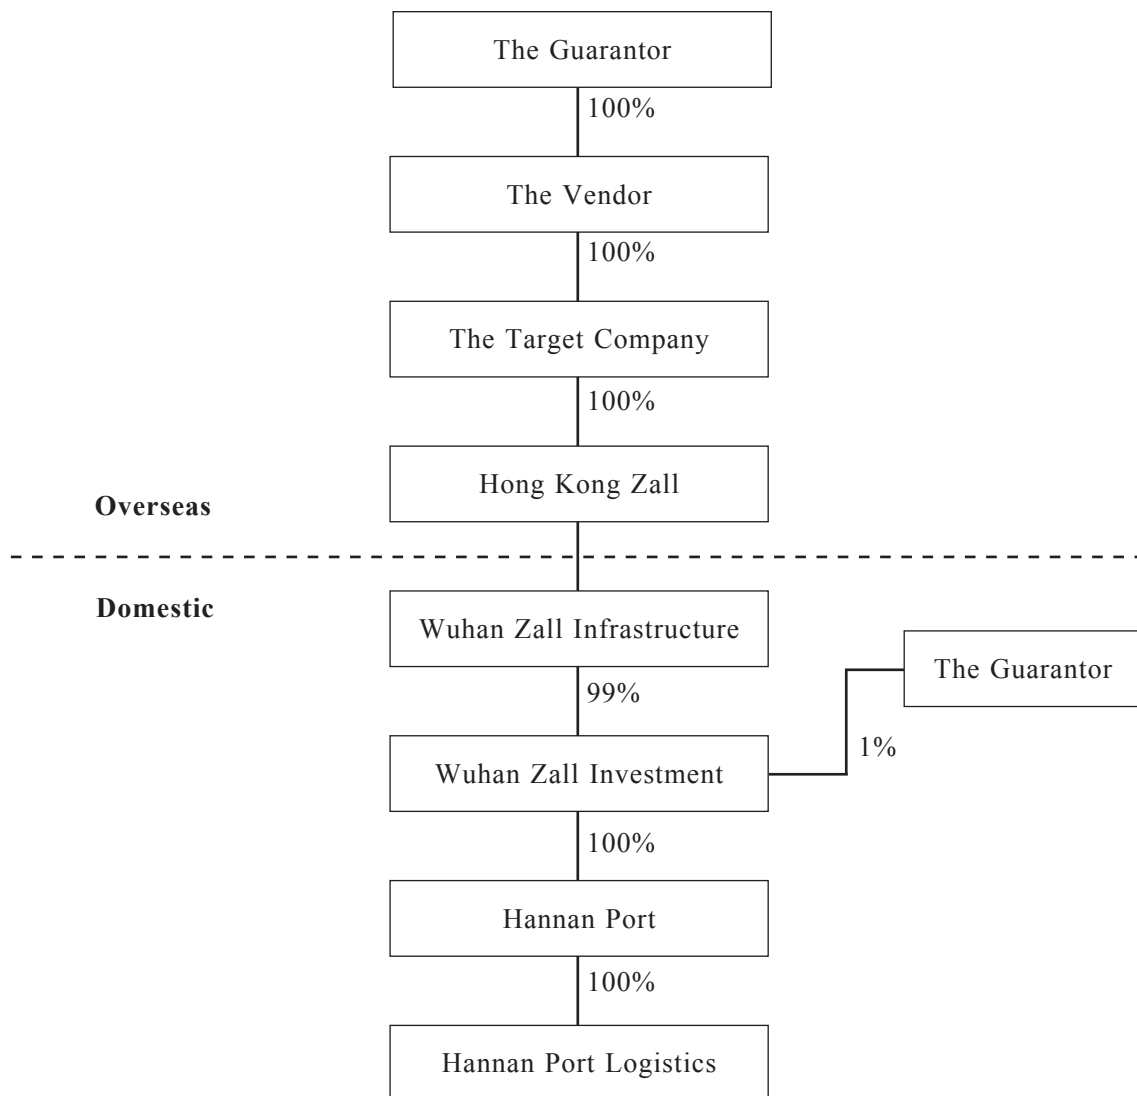 The Guarantor
100%
The Vendor
100%
The Target Company
100%
Hong Kong Zall
Overseas
Domestic
Wuhan Zall Infrastructure
The Guarantor
99%
1%
Wuhan Zall Investment
100%
Hannan Port
100%
Hannan Port Logistics